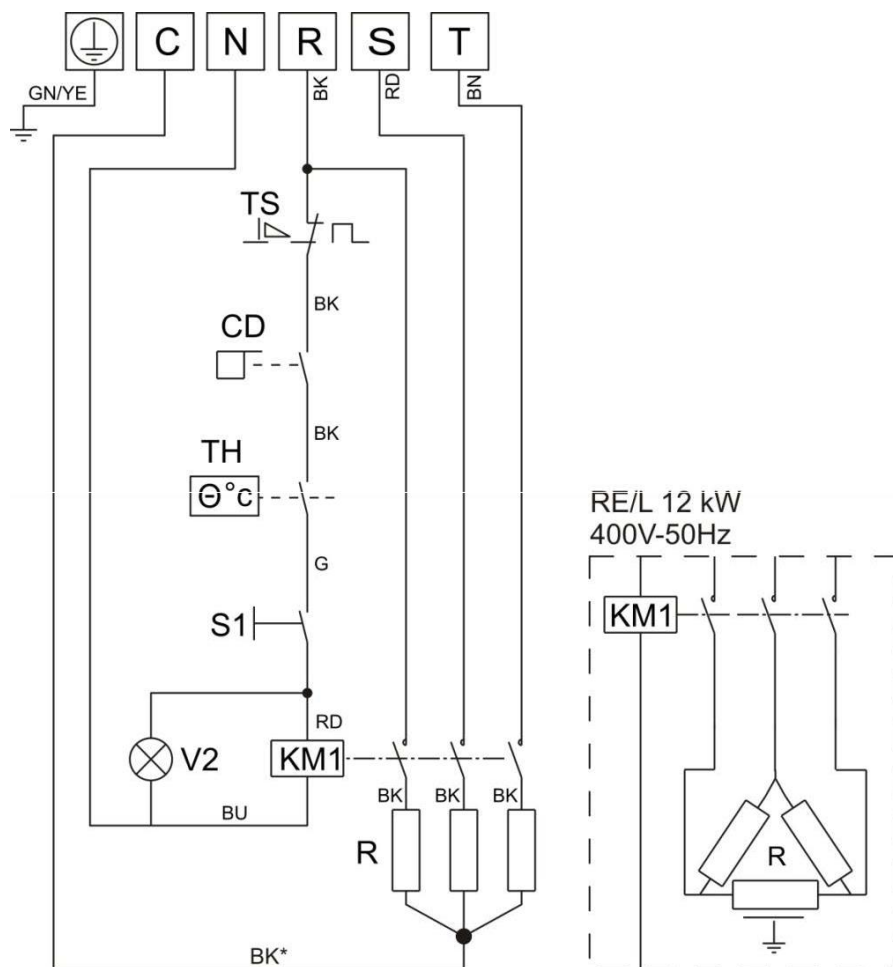 C N R S T
GN/YE
BK
RD
BN
TS
BK
CD
BK
TH
Θ°c
G
S1
RD
V2
KM1
BU
BK BK BK
R
BK*
RE/L 12 kW
400V-50Hz
KM1
R